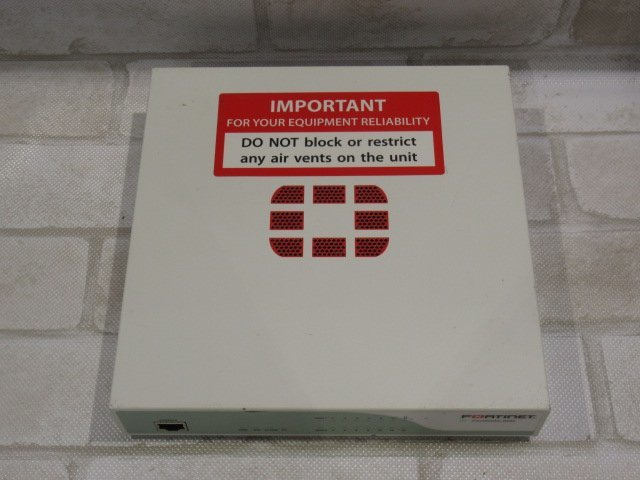 IMPORTANT
FOR YOUR EQUIPMENT RELIABILITY
DO NOT block or restrict
any air vents on the unit
FORTINET